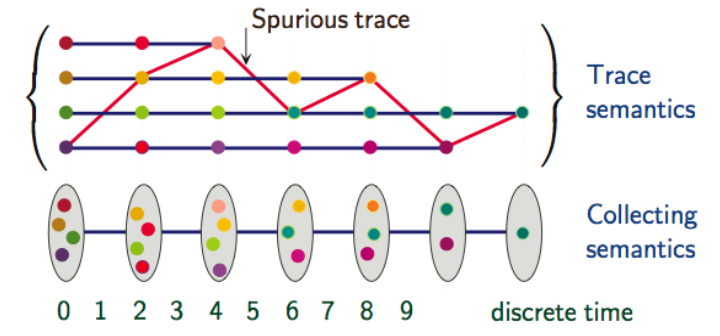 Spurious trace
Trace
semantics
Collecting
semantics
0 1 2 3 4 5 6 7 8 9 discrete time